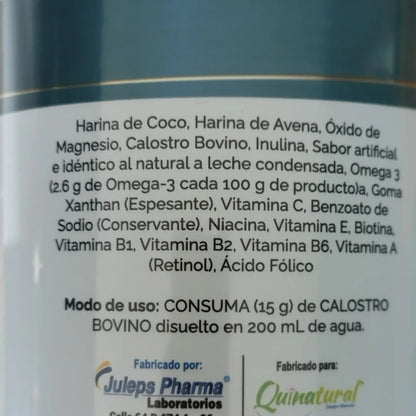 Harina de Coco, Harina de Avena, Óxido de
Magnesio, Calostro Bovino, Inulina, Sabor artificial
e idéntico al natural a leche condensada, Omega 3
(2.6 g de Omega-3 cada 100 g de producto)a, Goma
Xanthan (Espesante), Vitamina C, Benzoato de
Sodio (Conservante), Niacina, Vitamina E, Biotina,
Vitamina B1, Vitamina B2, Vitamina B6, Vitamina A
(Retinol), Ácido Fólico
Modo de uso: CONSUMA (15 g) de CALOSTRO
BOVINO disuelto en 200 mL de agua.
Fabricado por:
Juleps Pharma®
Laboratorios
Fabricado para:
Quinatural